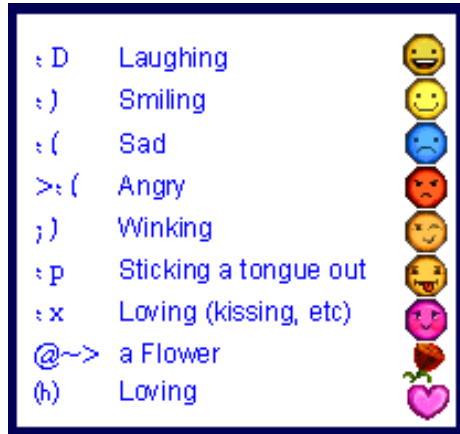 :D Laughing
:) Smiling
:( Sad
>:( Angry
;) Winking
:p Sticking a tongue out
:x Loving (kissing, etc)
@~> a Flower
(h) Loving